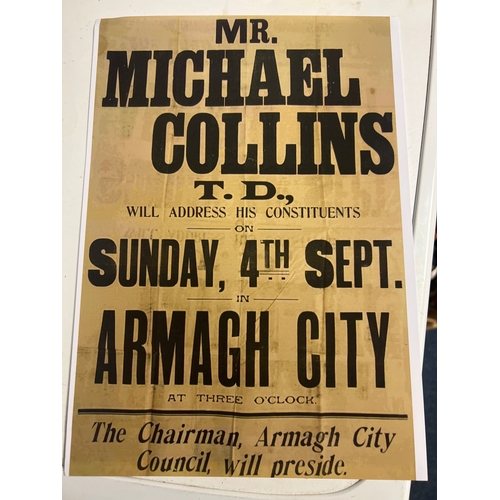 MR.
MICHAEL
COLLINS
T. D.,
WILL ADDRESS HIS CONSTITUENTS
ON
SUNDAY, 4TH SEPT.
IN
ARMAGH CITY
AT THREE O'CLOCK.
The Chairman, Armagh City
Council, will preside.